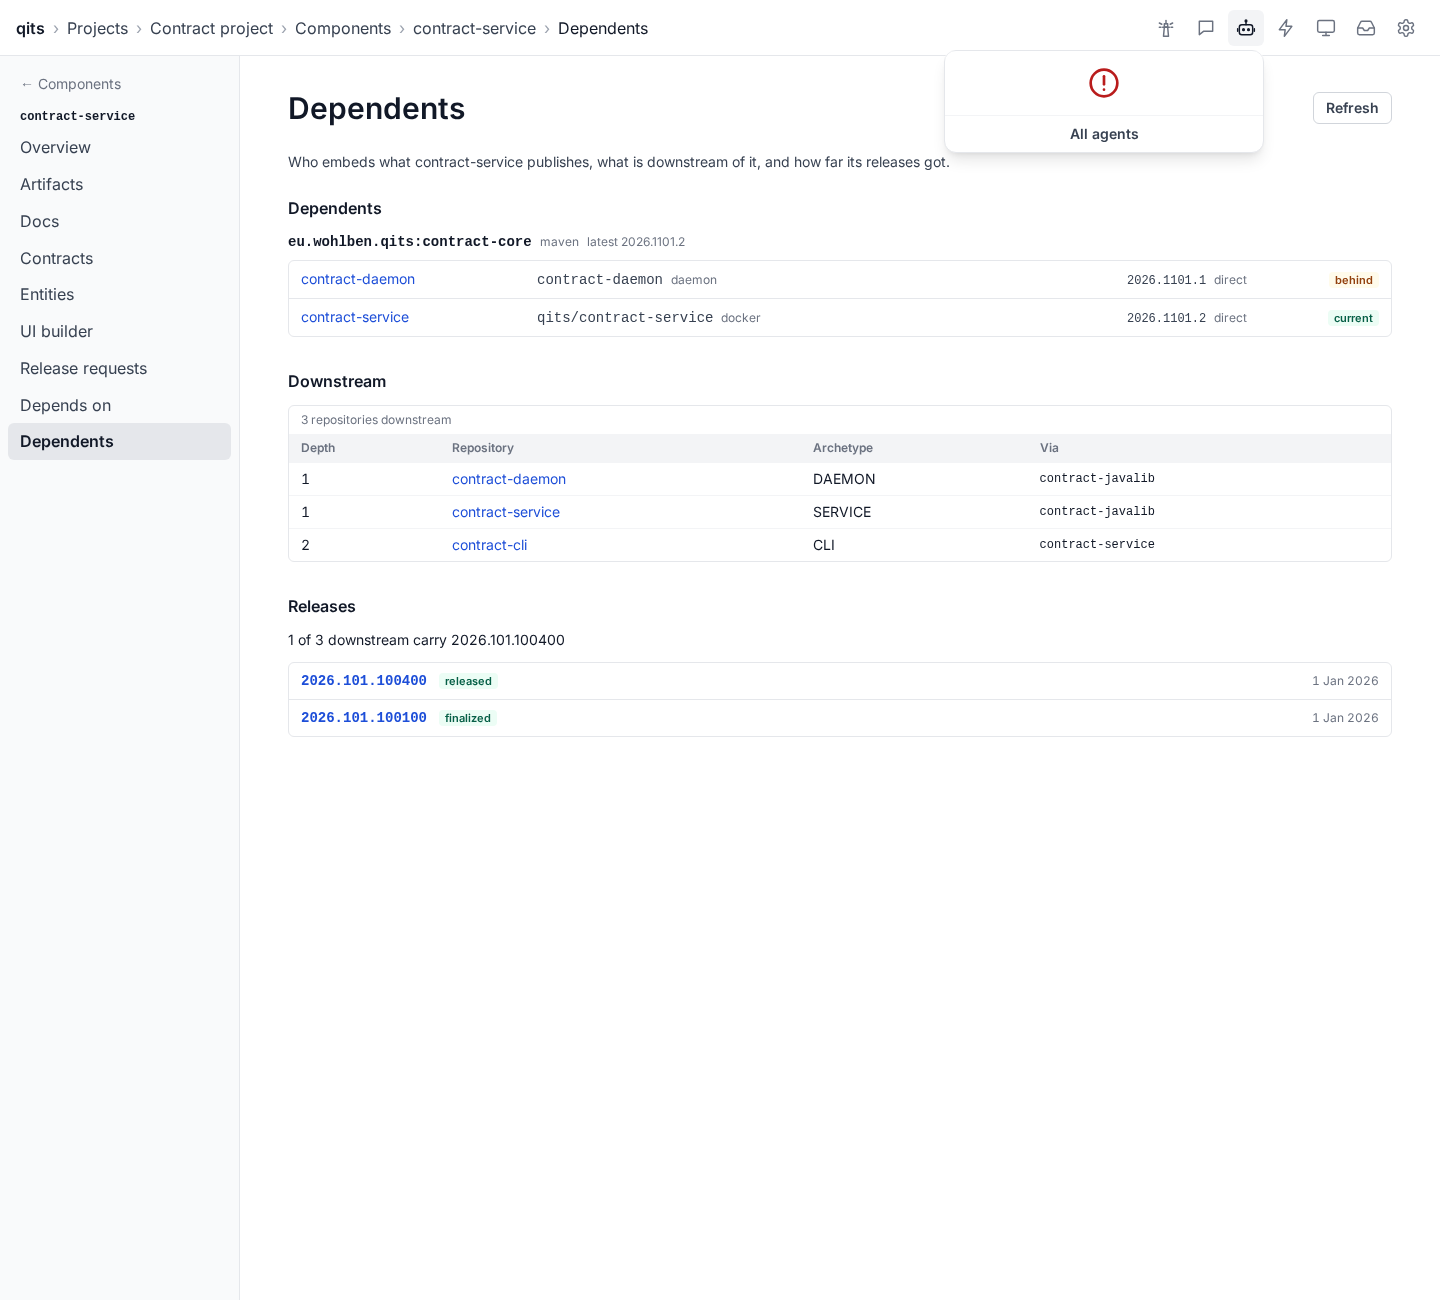 qits › Projects › Contract project › Components › contract-service › Dependents
← Components
contract-service
Overview
Artifacts
Docs
Contracts
Entities
UI builder
Release requests
Depends on
Dependents
All agents
Dependents
Refresh
Who embeds what contract-service publishes, what is downstream of it, and how far its releases got.
Dependents
eu.wohlben.qits:contract-core maven latest 2026.1101.2
contract-daemon contract-daemon daemon 2026.1101.1 direct behind
contract-service qits/contract-service docker 2026.1101.2 direct current
Downstream
3 repositories downstream
Depth Repository Archetype Via
1 contract-daemon DAEMON contract-javalib
1 contract-service SERVICE contract-javalib
2 contract-cli CLI contract-service
Releases
1 of 3 downstream carry 2026.101.100400
2026.101.100400 released 1 Jan 2026
2026.101.100100 finalized 1 Jan 2026